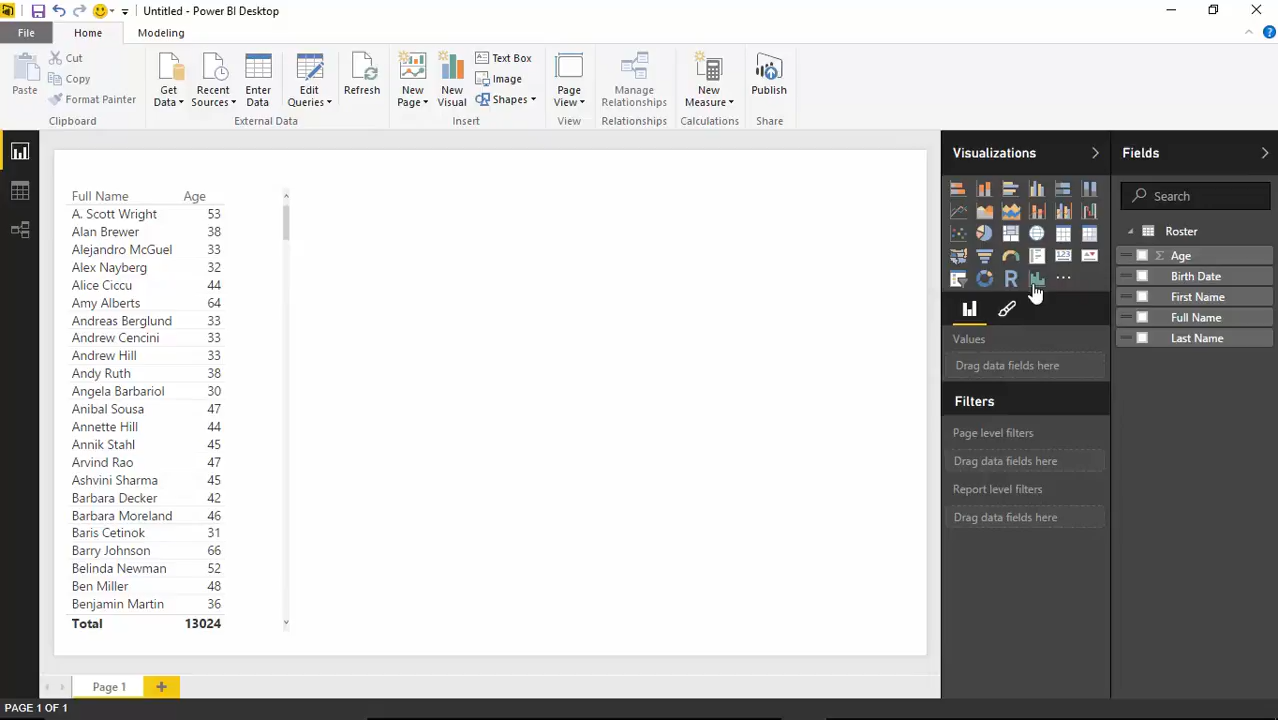 Untitled - Power BI Desktop
File Home Modeling
Paste
Cut
Copy
Format Painter
Clipboard
Get Data
Recent Sources
Enter Data
Edit Queries
Refresh
External Data
New Page
New Visual
Text Box
Image
Shapes
Insert
Page View
View
Manage Relationships
Relationships
New Measure
Calculations
Publish
Share
Full Name Age
A. Scott Wright 53
Alan Brewer 38
Alejandro McGuel 33
Alex Nayberg 32
Alice Ciccu 44
Amy Alberts 64
Andreas Berglund 33
Andrew Cencini 33
Andrew Hill 33
Andy Ruth 38
Angela Barbariol 30
Anibal Sousa 47
Annette Hill 44
Annik Stahl 45
Arvind Rao 47
Ashvini Sharma 45
Barbara Decker 42
Barbara Moreland 46
Baris Cetinok 31
Barry Johnson 66
Belinda Newman 52
Ben Miller 48
Benjamin Martin 36
Total 13024
Page 1
PAGE 1 OF 1
Visualizations
R
123
Values
Drag data fields here
Filters
Page level filters
Drag data fields here
Report level filters
Drag data fields here
Fields
Search
Roster
Σ Age
Birth Date
First Name
Full Name
Last Name